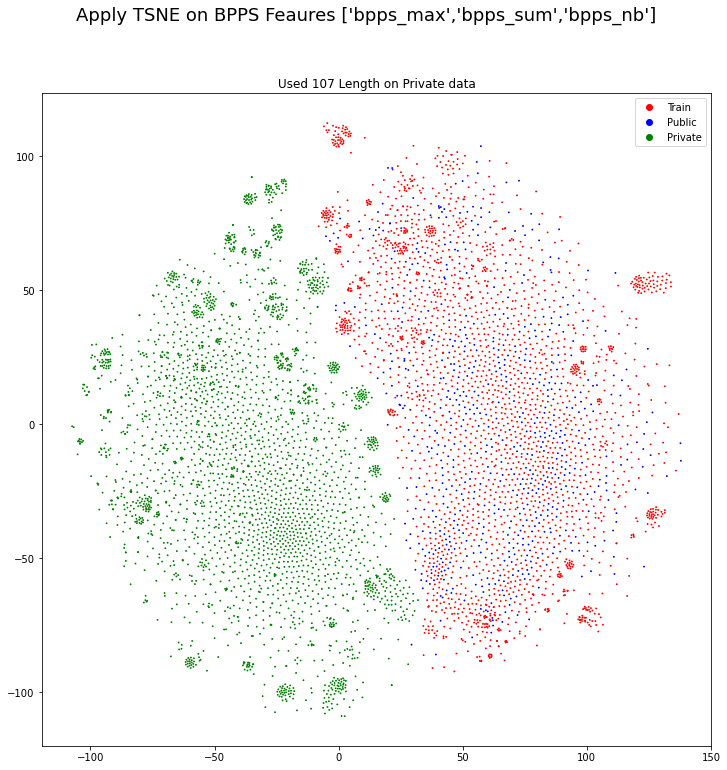 Apply TSNE on BPPS Feaures ['bpps_max','bpps_sum','bpps_nb']
Used 107 Length on Private data
Train
Public
Private
100
50
0
−50
−100
−100
−50
0
50
100
150